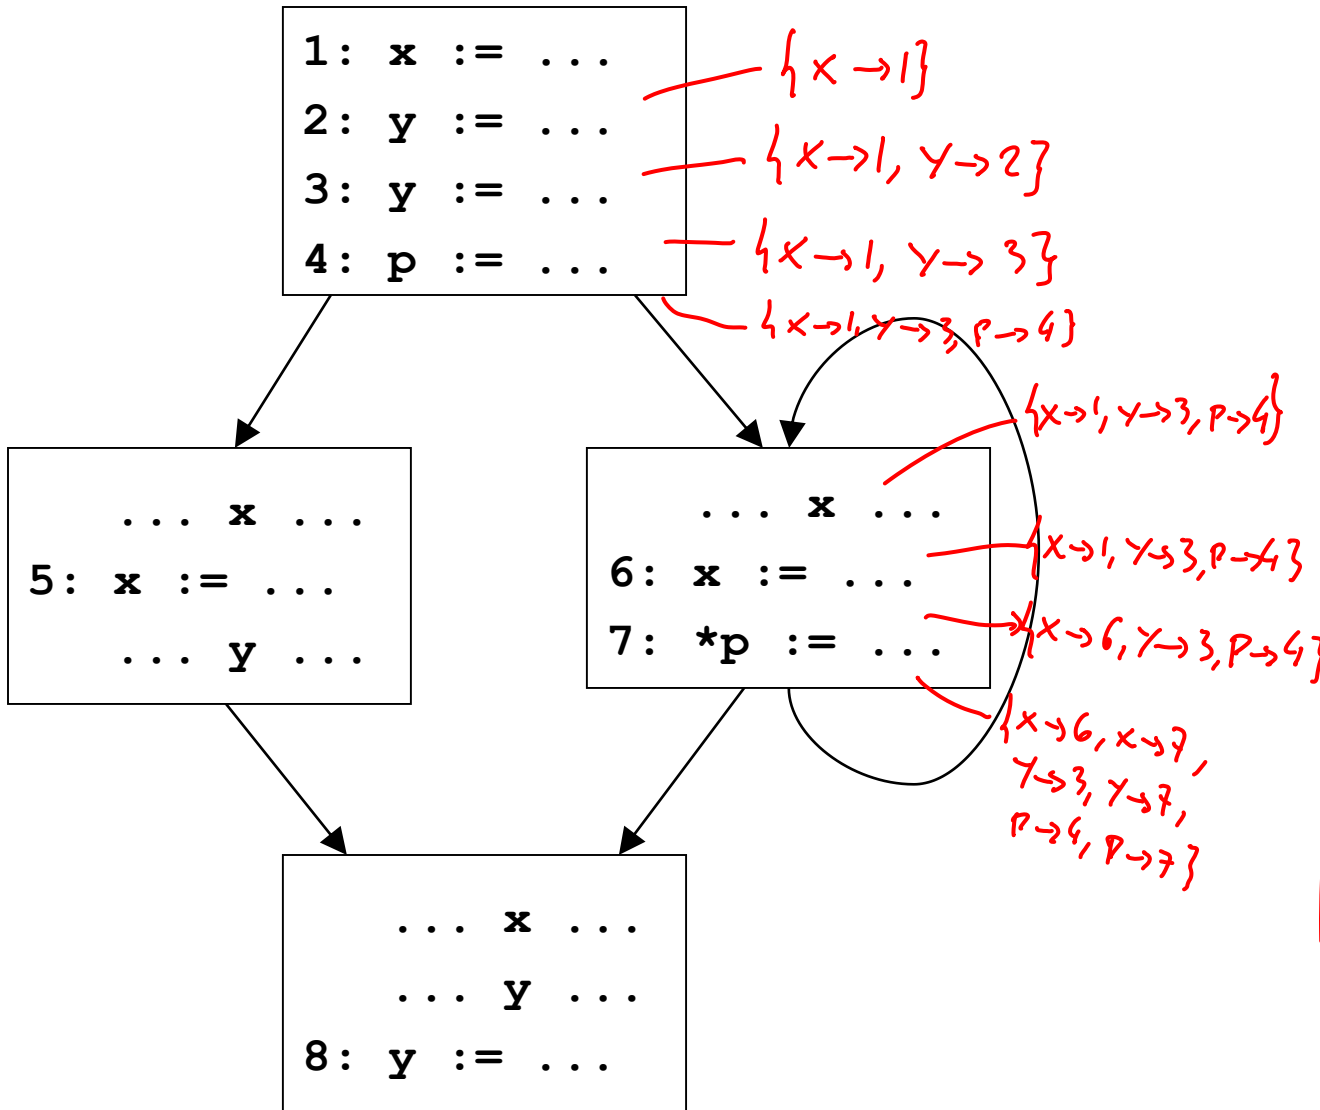 1: x := ...
2: y := ...
3: y := ...
4: p := ...
{x→1}
{x→1, y→2}
{x→1, y→3}
{x→1, y→3, p→4}
... x ...
5: x := ...
... y ...
... x ...
6: x := ...
7: *p := ...
{x→1, y→3, p→4}
{x→1, y→3, p→4}
{x→6, y→3, p→4}
{x→6, x→7,
y→3, y→7,
p→4, p→7}
... x ...
... y ...
8: y := ...